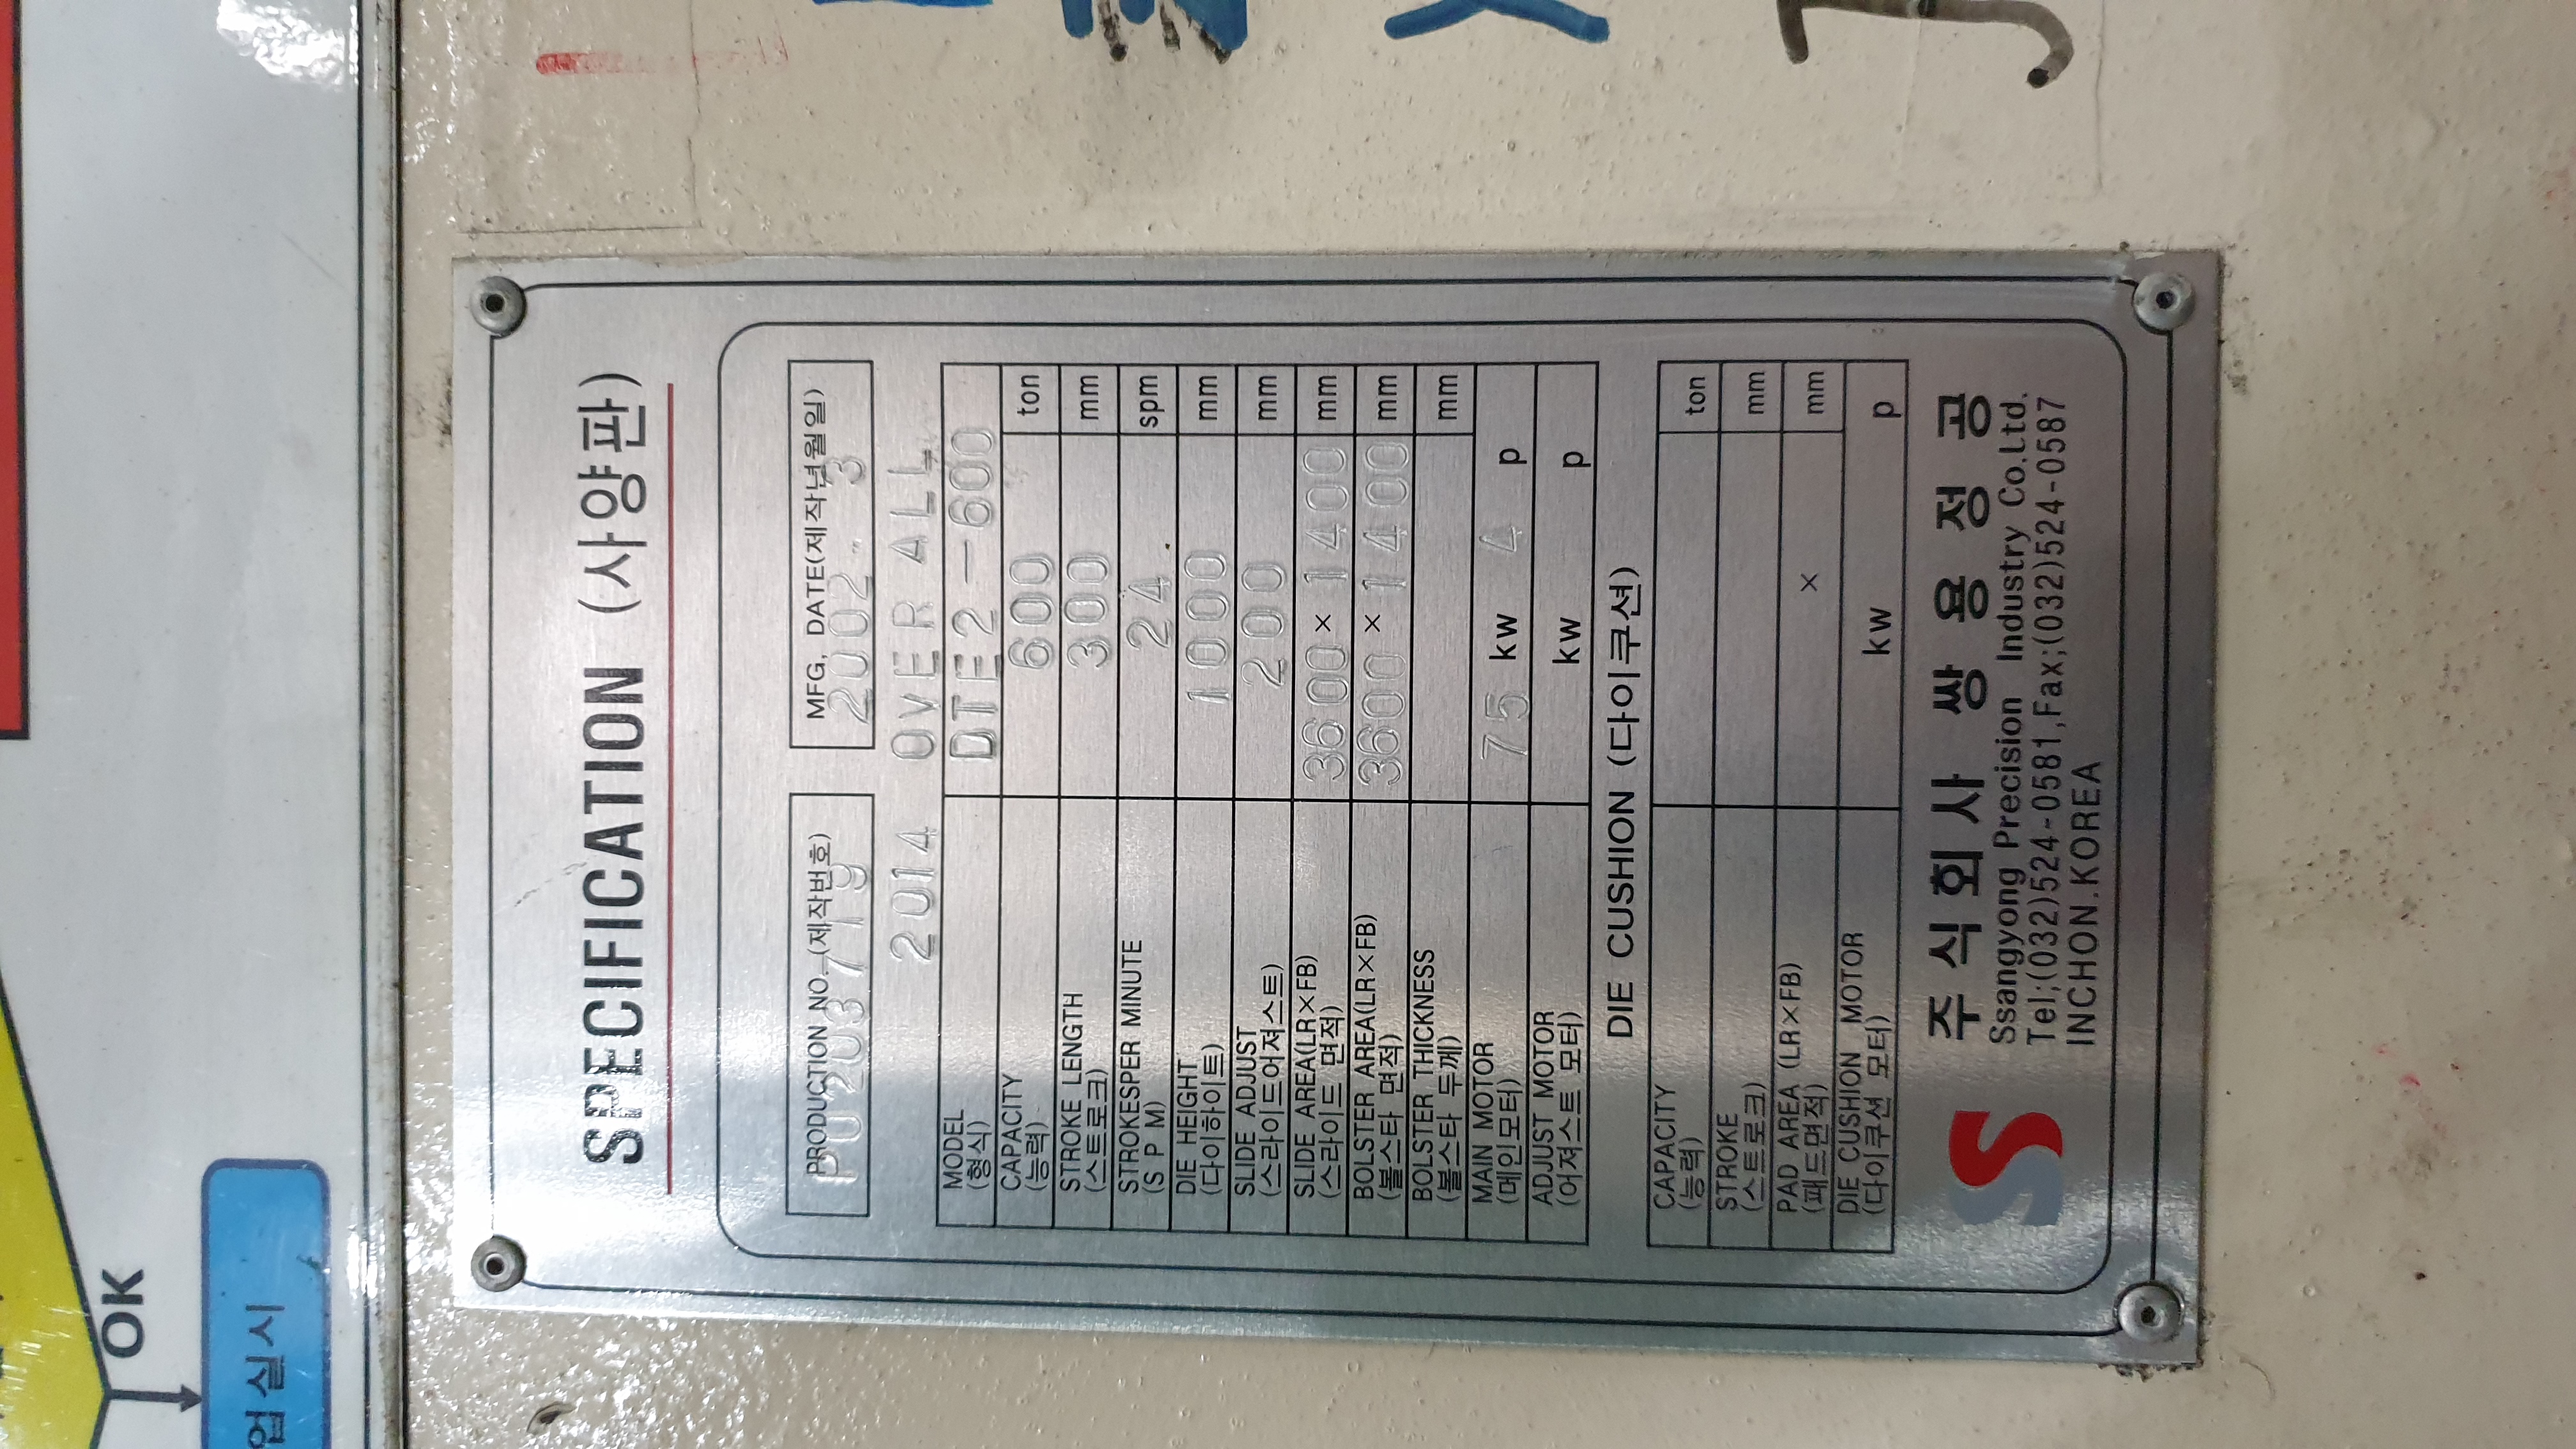 SPECIFICATION (사양판)
PRODUCTION NO. (제작번호)
P0203719
MFG. DATE(제작년월일)
2002. 3
2014 OVER ALL
MODEL
(형식)
DTE2-600
CAPACITY
(능력)
600 ton
STROKE LENGTH
(스트로크)
300 mm
STROKESPER MINUTE
(S P M)
24 spm
DIE HEIGHT
(다이하이트)
1000 mm
SLIDE ADJUST
(스라이드어져스트)
200 mm
SLIDE AREA(LR×FB)
(스라이드 면적)
3600 × 1400 mm
BOLSTER AREA(LR×FB)
(볼스타 면적)
3600 × 1400 mm
BOLSTER THICKNESS
(볼스타 두께)
mm
MAIN MOTOR
(메인모터)
75 kw 4 p
ADJUST MOTOR
(어져스트 모터)
kw p
DIE CUSHION (다이쿠션)
CAPACITY
(능력)
ton
STROKE
(스트로크)
mm
PAD AREA (LR×FB)
(패드면적)
× mm
DIE CUSHION MOTOR
(다이쿠션 모터)
kw p
주식회사 쌍용정공
Ssangyong Precision Industry Co.Ltd.
Tel;(032)524-0581,Fax;(032)524-0587
INCHON.KOREA
OK
업 실시